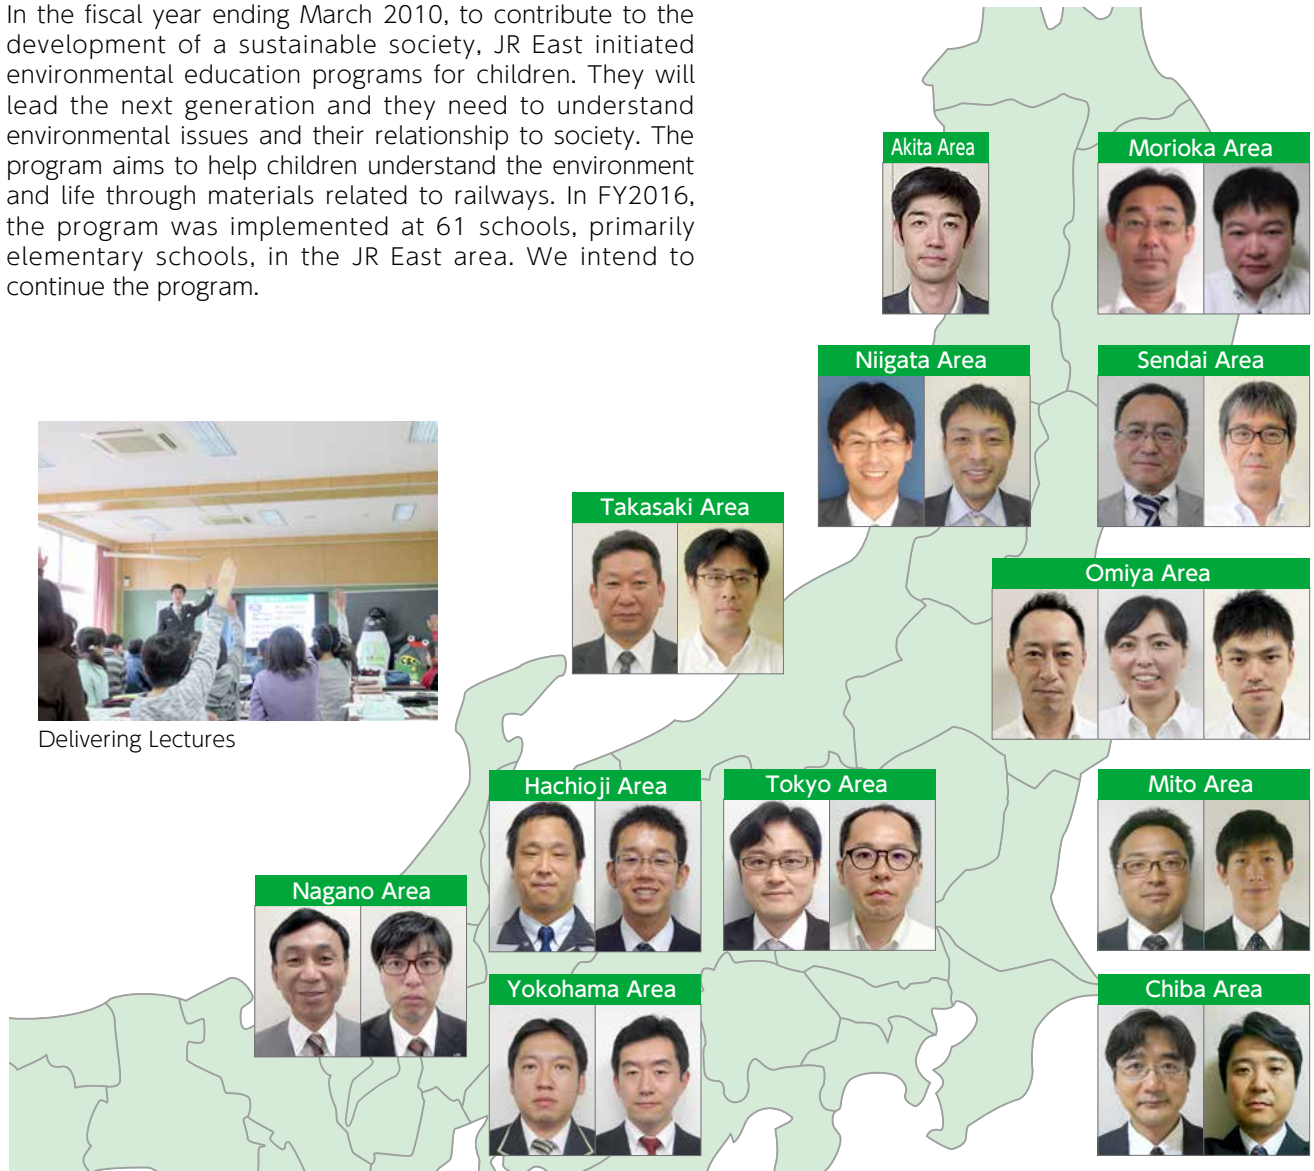 In the fiscal year ending March 2010, to contribute to the
development of a sustainable society, JR East initiated
environmental education programs for children. They will
lead the next generation and they need to understand
environmental issues and their relationship to society. The
program aims to help children understand the environment
and life through materials related to railways. In FY2016,
the program was implemented at 61 schools, primarily
elementary schools, in the JR East area. We intend to
continue the program.
Akita Area
Morioka Area
Niigata Area
Sendai Area
Takasaki Area
Omiya Area
Delivering Lectures
Hachioji Area
Tokyo Area
Mito Area
Nagano Area
Yokohama Area
Chiba Area